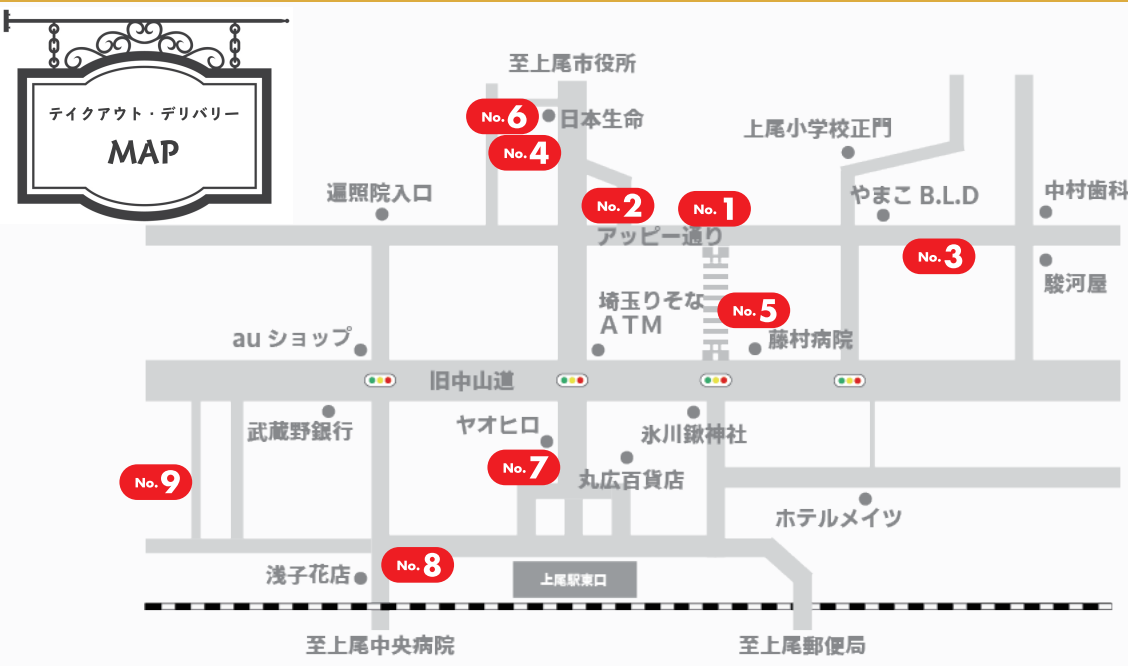 テイクアウト・デリバリー
MAP
至上尾市役所
No.6
日本生命
上尾小学校正門
No.4
遍照院入口
やまこ B.L.D
中村歯科
No.2
No.1
アッピー通り
No.3
駿河屋
埼玉りそな
ATM
No.5
au ショップ
藤村病院
旧中山道
武蔵野銀行
ヤオヒロ
氷川鍬神社
No.7
丸広百貨店
No.9
ホテルメイツ
浅子花店
No.8
上尾駅東口
至上尾中央病院
至上尾郵便局